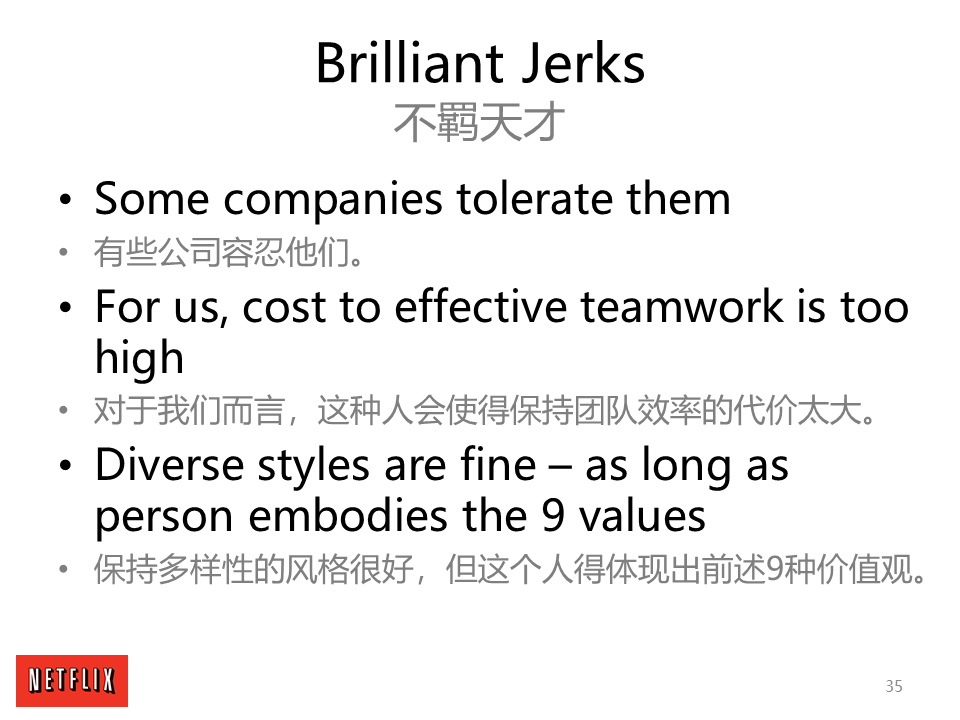 Brilliant Jerks
不羁天才
• Some companies tolerate them
• 有些公司容忍他们。
• For us, cost to effective teamwork is too
high
• 对于我们而言，这种人会使得保持团队效率的代价太大。
• Diverse styles are fine – as long as
person embodies the 9 values
• 保持多样性的风格很好，但这个人得体现出前述9种价值观。
NETFLIX
35